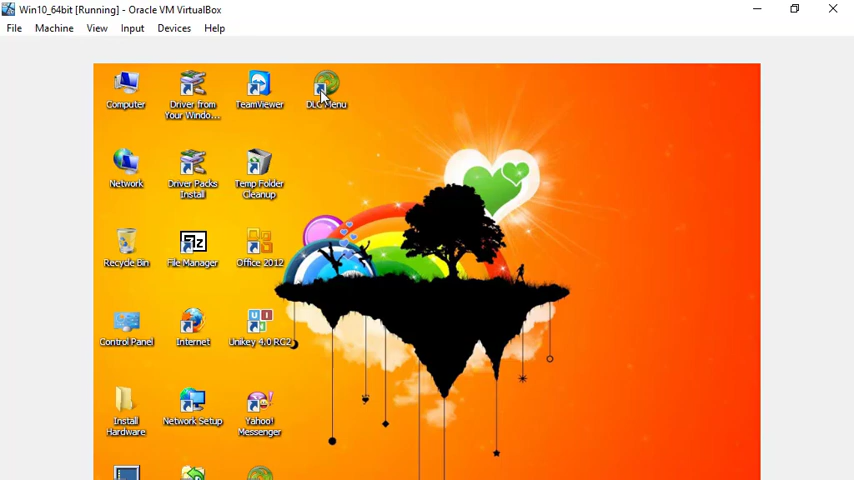 Win10_64bit [Running] - Oracle VM VirtualBox
File Machine View Input Devices Help
Computer
Driver from
Your Windo...
TeamViewer
DLC Menu
Network
Driver Packs
Install
Temp Folder
Cleanup
Recycle Bin
File Manager
Office 2012
Control Panel
Internet
Unikey 4.0 RC2
Install
Hardware
Network Setup
Yahoo!
Messenger